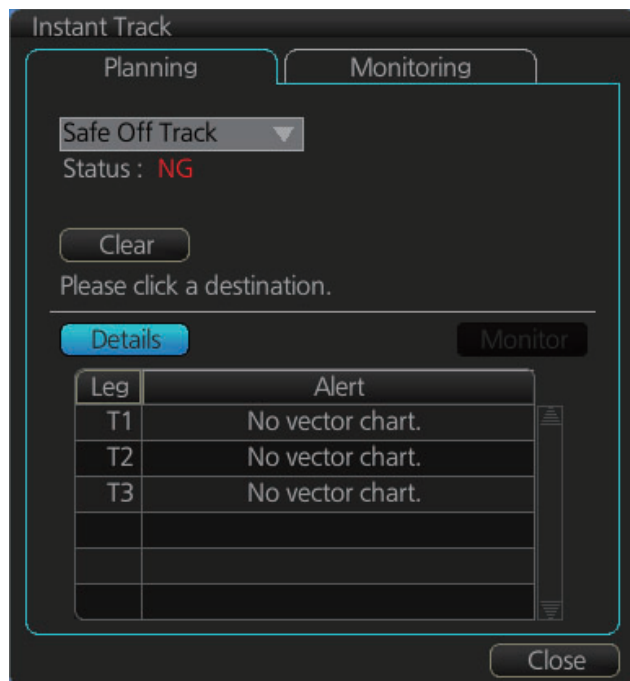 Instant Track
Planning Monitoring
Safe Off Track
Status : NG
Clear
Please click a destination.
Details Monitor
Leg Alert
T1 No vector chart.
T2 No vector chart.
T3 No vector chart.
Close